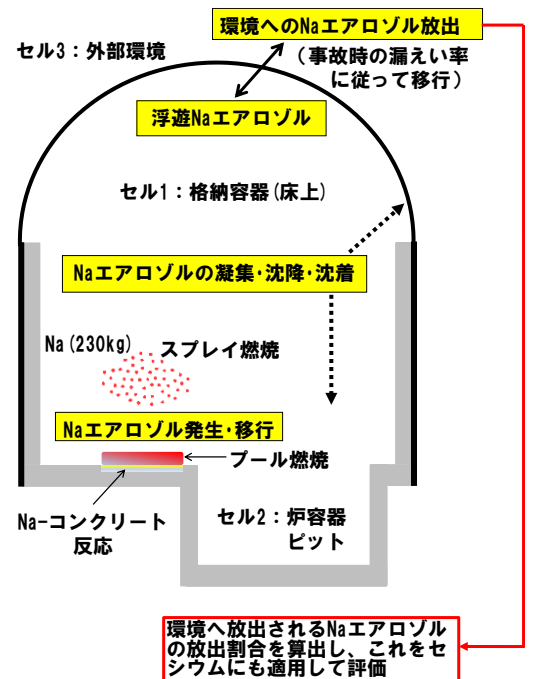 環境へのNaエアロゾル放出
セル3：外部環境
（事故時の漏えい率
に従って移行）
浮遊Naエアロゾル
セル1：格納容器(床上)
Naエアロゾルの凝集･沈降･沈着
Na(230kg)
スプレイ燃焼
Naエアロゾル発生･移行
プール燃焼
Na-コンクリート
反応
セル2：炉容器
ピット
環境へ放出されるNaエアロゾル
の放出割合を算出し、これをセ
シウムにも適用して評価